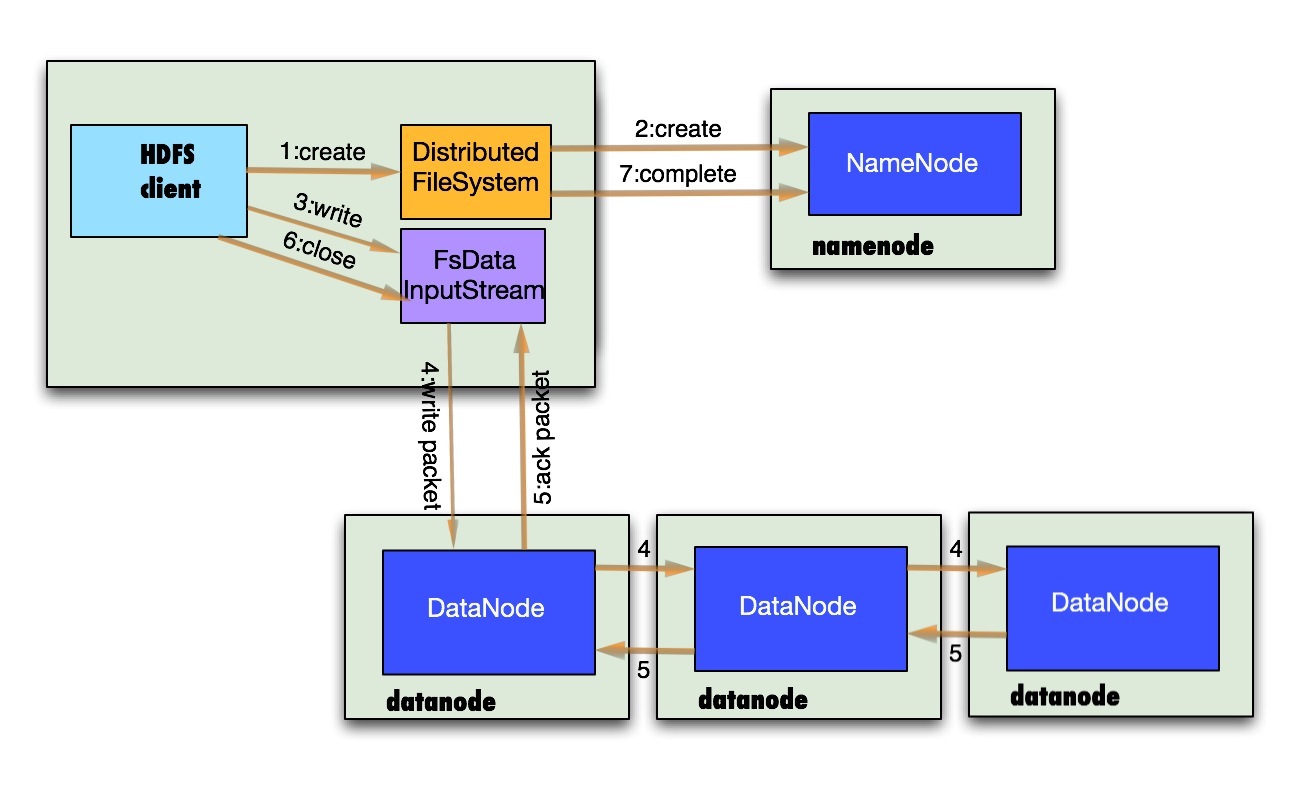 HDFS
client
1:create
Distributed
FileSystem
2:create
7:complete
NameNode
namenode
3:write
6:close
FsData
InputStream
4:write packet
5:ack packet
DataNode
datanode
4
5
DataNode
datanode
4
5
DataNode
datanode